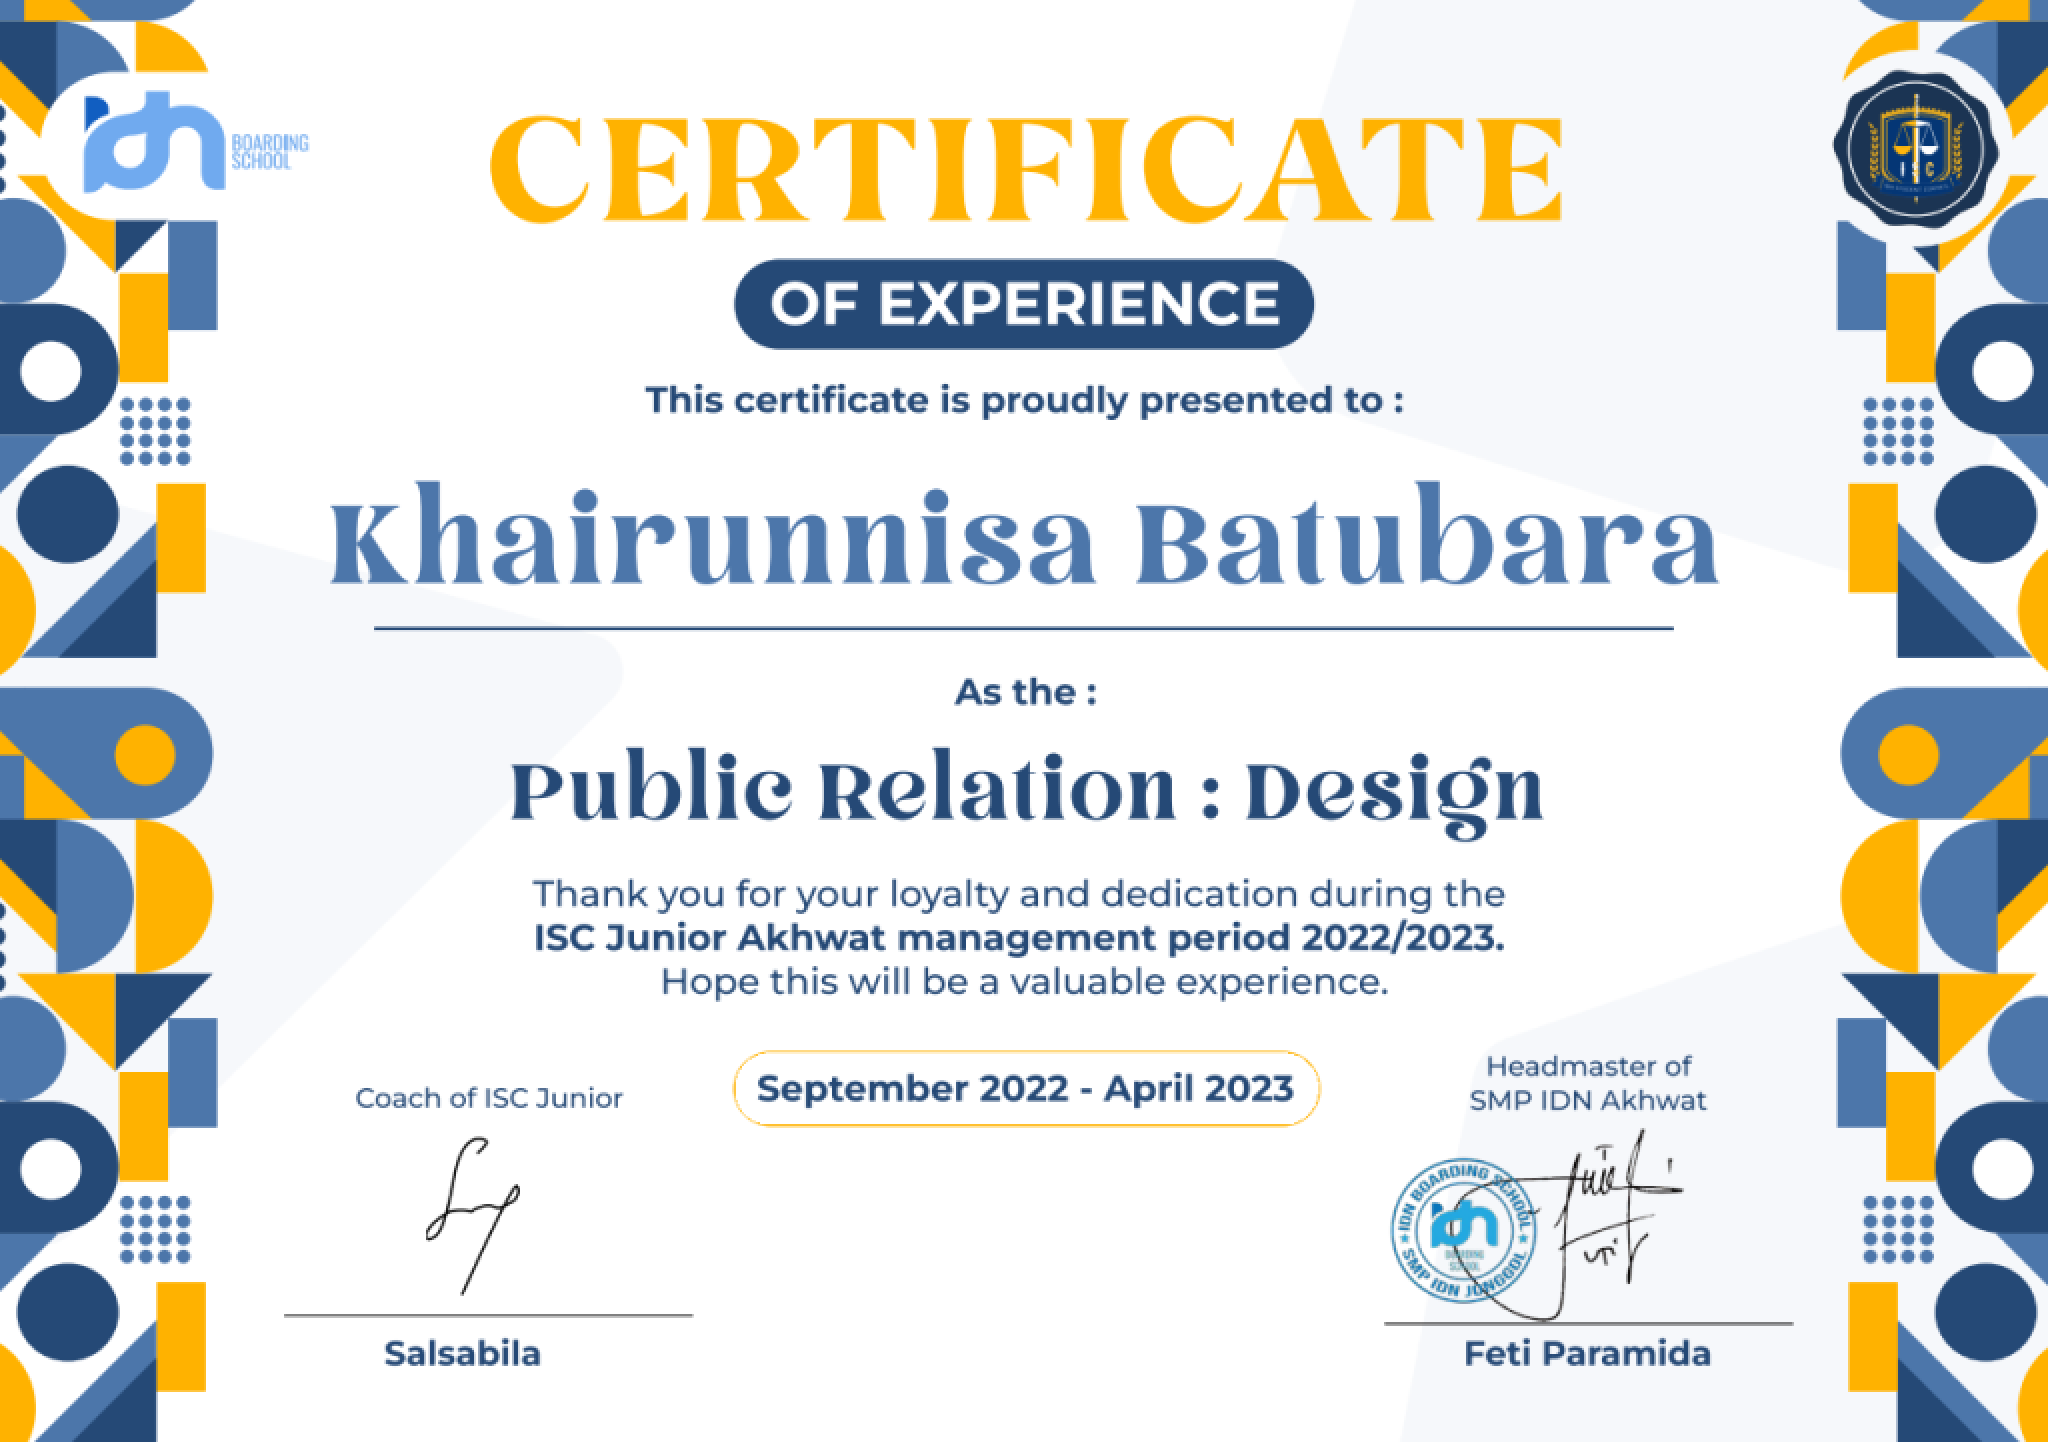 idn BOARDING
SCHOOL
ISC
CERTIFICATE
OF EXPERIENCE
This certificate is proudly presented to :
Khairunnisa Batubara
As the :
Public Relation : Design
Thank you for your loyalty and dedication during the
ISC Junior Akhwat management period 2022/2023.
Hope this will be a valuable experience.
September 2022 - April 2023
Coach of ISC Junior
Salsabila
Headmaster of
SMP IDN Akhwat
IDN BOARDING SCHOOL
idn
BOARDING
SCHOOL
SMP IDN JONGGOL
Feti Paramida